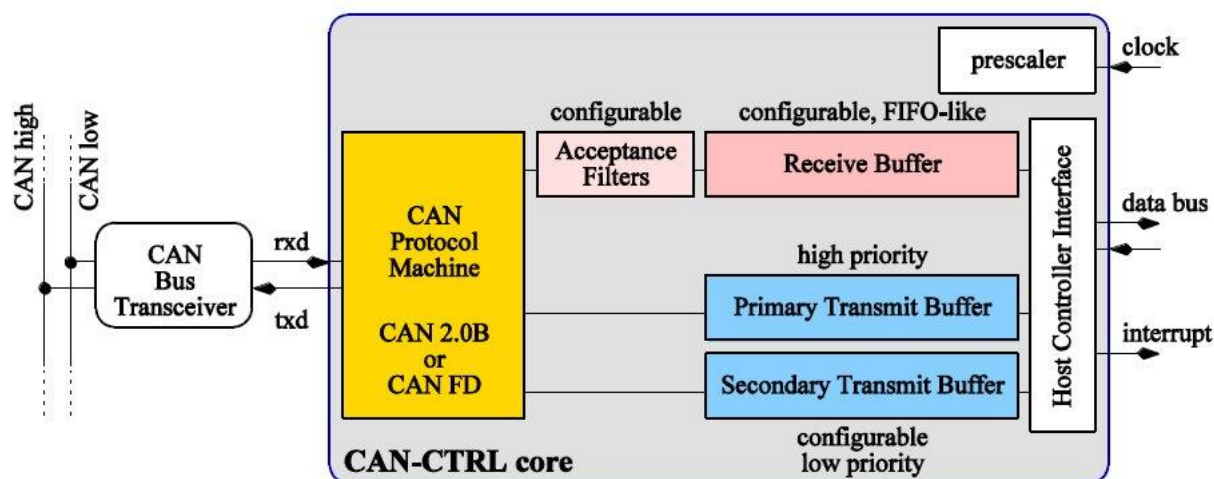 prescaler
clock
CAN high
CAN low
configurable
configurable, FIFO-like
Acceptance
Filters
Receive Buffer
CAN
Protocol
Machine
CAN 2.0B
or
CAN FD
CAN
Bus
Transceiver
rxd
txd
high priority
Primary Transmit Buffer
Secondary Transmit Buffer
configurable
low priority
Host Controller Interface
data bus
interrupt
CAN-CTRL core